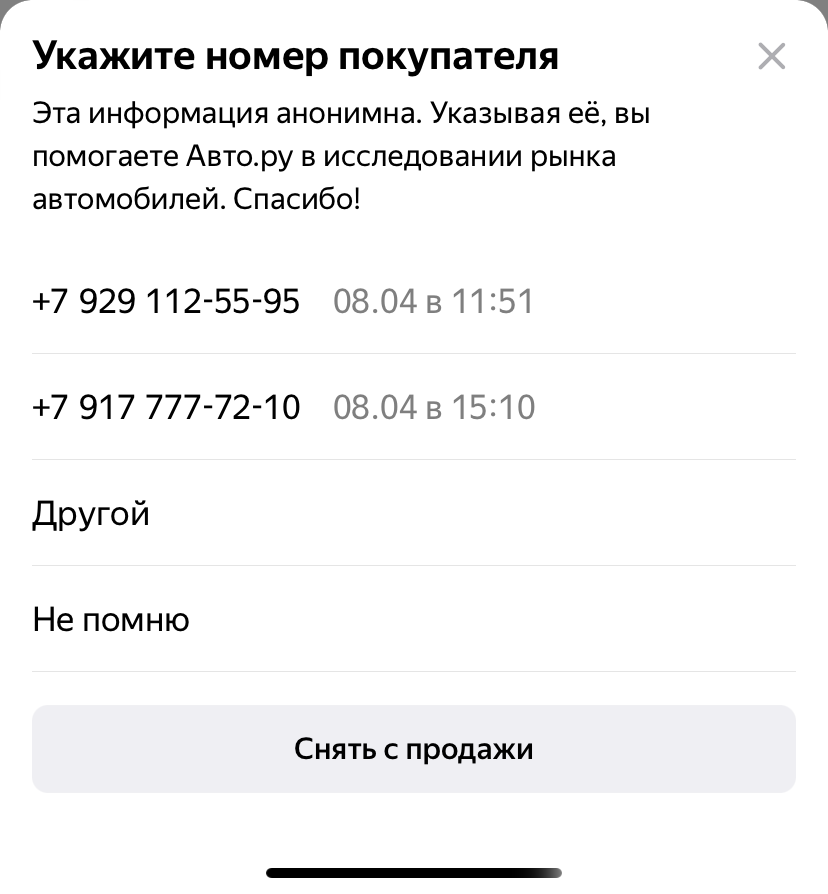 Укажите номер покупателя
Эта информация анонимна. Указывая её, вы
помогаете Авто.ру в исследовании рынка
автомобилей. Спасибо!
+7 929 112-55-95 08.04 в 11:51
+7 917 777-72-10 08.04 в 15:10
Другой
Не помню
Снять с продажи